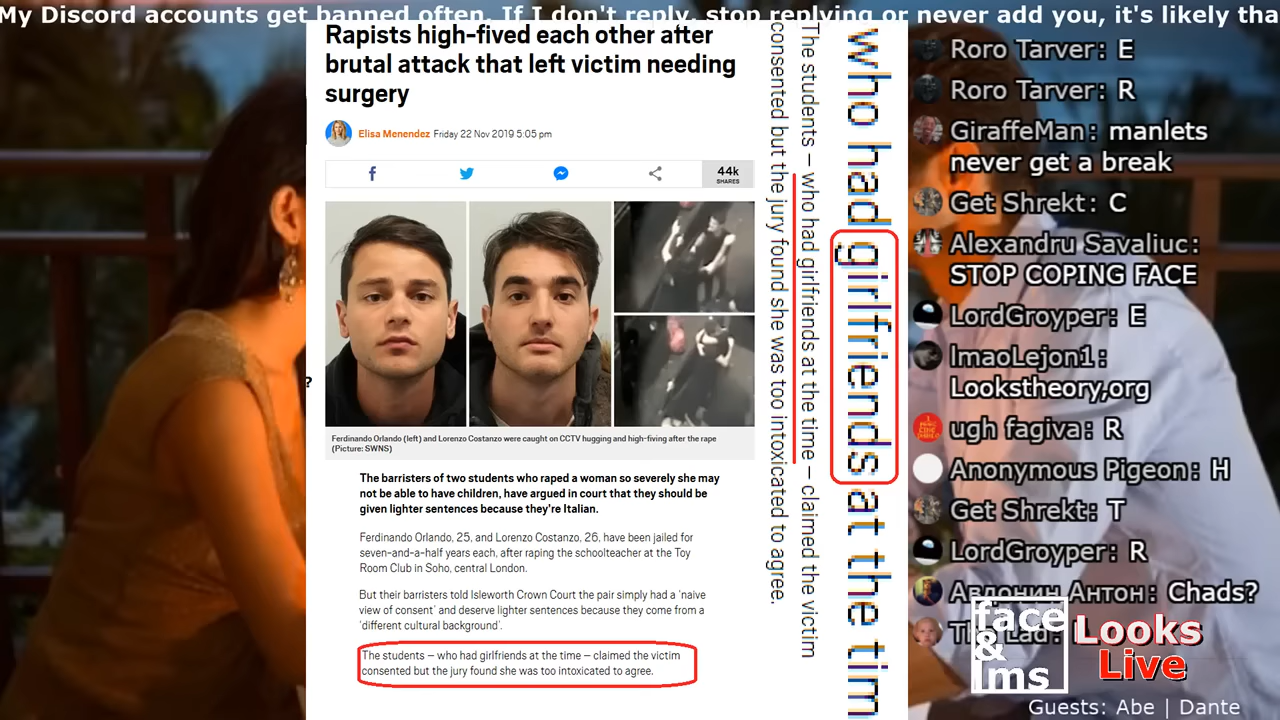 My Discord accounts get banned often. If I don't reply, stop replying or never add you, it's likely tha
Rapists high-fived each other after
brutal attack that left victim needing
surgery
Elisa Menendez Friday 22 Nov 2019 5:05 pm
44k
SHARES
Ferdinando Orlando (left) and Lorenzo Costanzo were caught on CCTV hugging and high-fiving after the rape
(Picture: SWNS)
The barristers of two students who raped a woman so severely she may
not be able to have children, have argued in court that they should be
given lighter sentences because they're Italian.
Ferdinando Orlando, 25, and Lorenzo Costanzo, 26, have been jailed for
seven-and-a-half years each, after raping the schoolteacher at the Toy
Room Club in Soho, central London.
But their barristers told Isleworth Crown Court the pair simply had a 'naive
view of consent' and deserve lighter sentences because they come from a
'different cultural background'.
The students – who had girlfriends at the time – claimed the victim
consented but the jury found she was too intoxicated to agree.
?
The students – who had girlfriends at the time – claimed the victim
consented but the jury found she was too intoxicated to agree.
who had girlfriends at the tim
Roro Tarver: E
Roro Tarver: R
GiraffeMan: manlets
never get a break
Get Shrekt: C
Alexandru Savaliuc:
STOP COPING FACE
LordGroyper: E
lmaoLejon1:
Lookstheory,org
ugh fagiva: R
Anonymous Pigeon: H
Get Shrekt: T
LordGroyper: R
Авдонин Антон: Chads?
face
&lms
Looks
Live
Guests: Abe | Dante